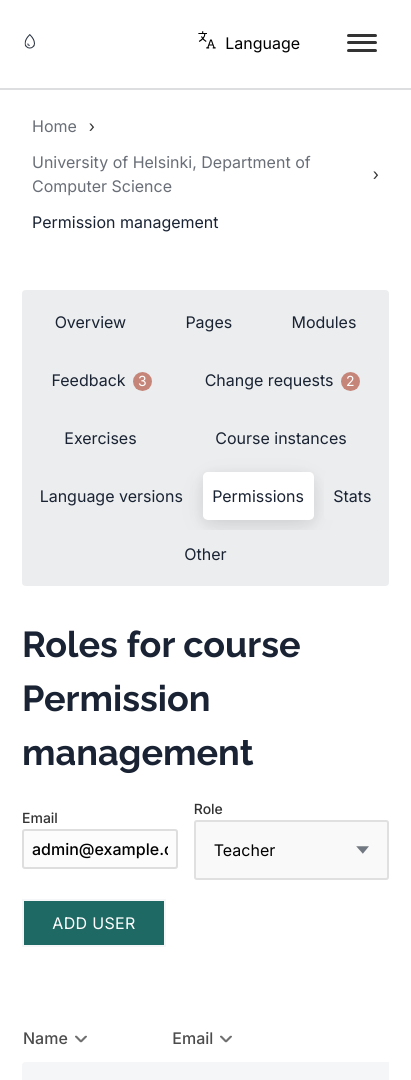 Language
Home ›
University of Helsinki, Department of
Computer Science ›
Permission management
Overview Pages Modules
Feedback 3 Change requests 2
Exercises Course instances
Language versions Permissions Stats
Other
Roles for course
Permission
management
Email Role
admin@example. Teacher
ADD USER
Name Email